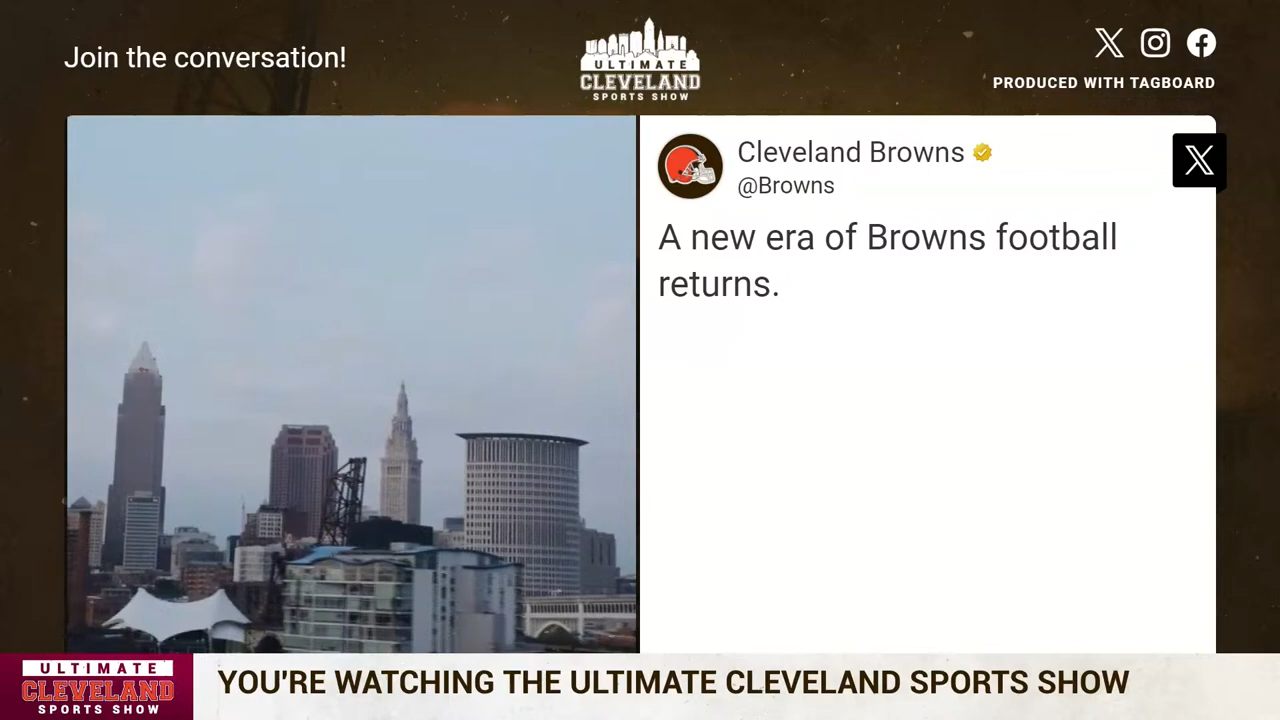 Join the conversation!
ULTIMATE
CLEVELAND
SPORTS SHOW
PRODUCED WITH TAGBOARD
Cleveland Browns
@Browns
A new era of Browns football
returns.
ULTIMATE
CLEVELAND
SPORTS SHOW
YOU'RE WATCHING THE ULTIMATE CLEVELAND SPORTS SHOW